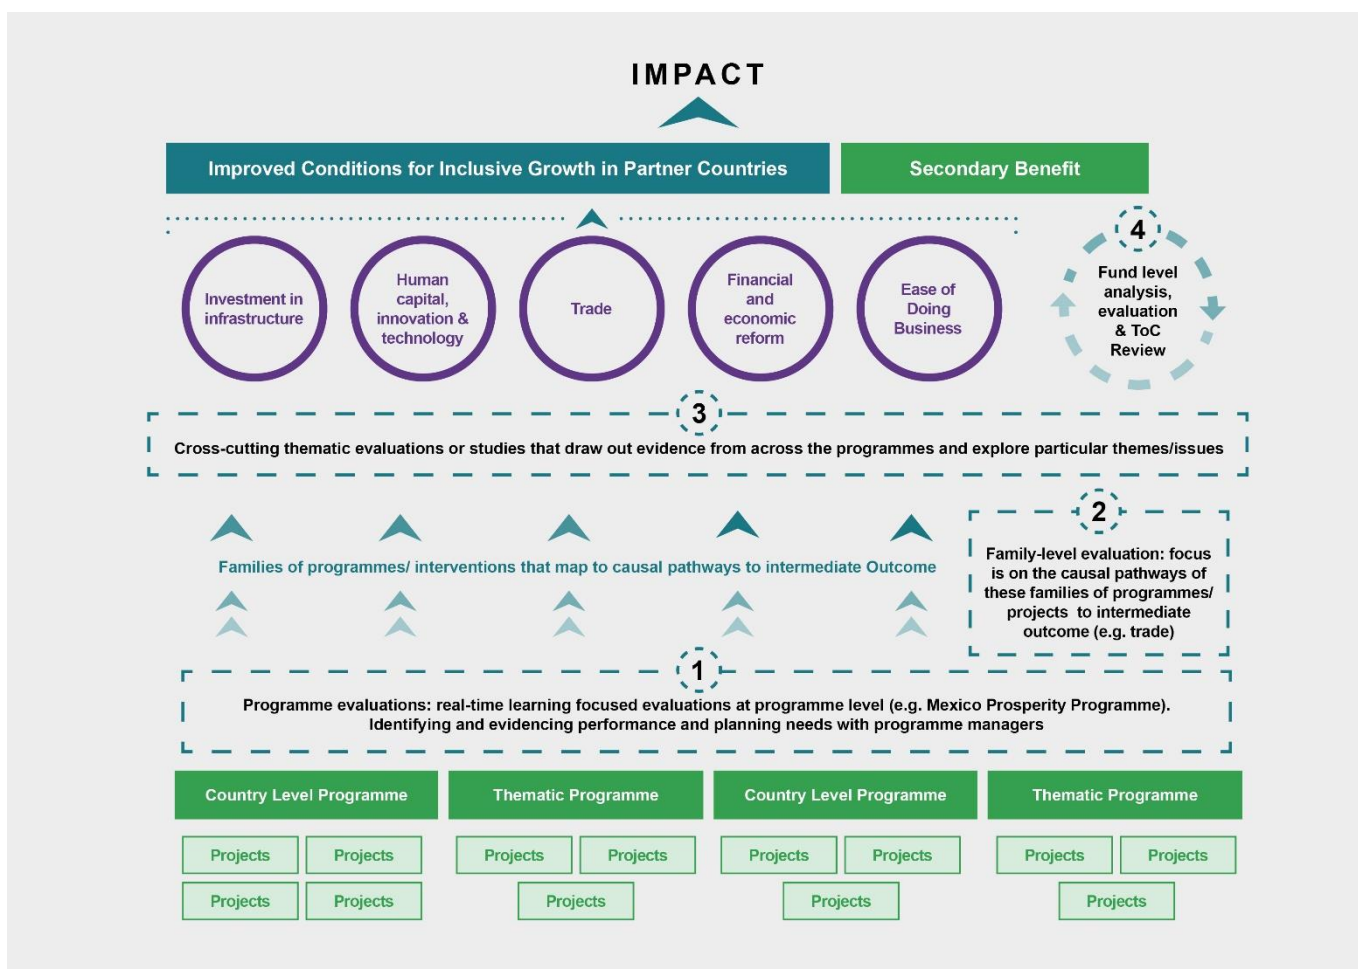 IMPACT
Improved Conditions for Inclusive Growth in Partner Countries
Secondary Benefit
Investment in
infrastructure
Human
capital,
innovation &
technology
Trade
Financial
and
economic
reform
Ease of
Doing
Business
4
Fund level
analysis,
evaluation
& ToC
Review
3
Cross-cutting thematic evaluations or studies that draw out evidence from across the programmes and explore particular themes/issues
Families of programmes/ interventions that map to causal pathways to intermediate Outcome
2
Family-level evaluation: focus
is on the causal pathways of
these families of programmes/
projects to intermediate
outcome (e.g. trade)
1
Programme evaluations: real-time learning focused evaluations at programme level (e.g. Mexico Prosperity Programme).
Identifying and evidencing performance and planning needs with programme managers
Country Level Programme
Thematic Programme
Country Level Programme
Thematic Programme
Projects
Projects
Projects
Projects
Projects
Projects
Projects
Projects
Projects
Projects
Projects
Projects
Projects